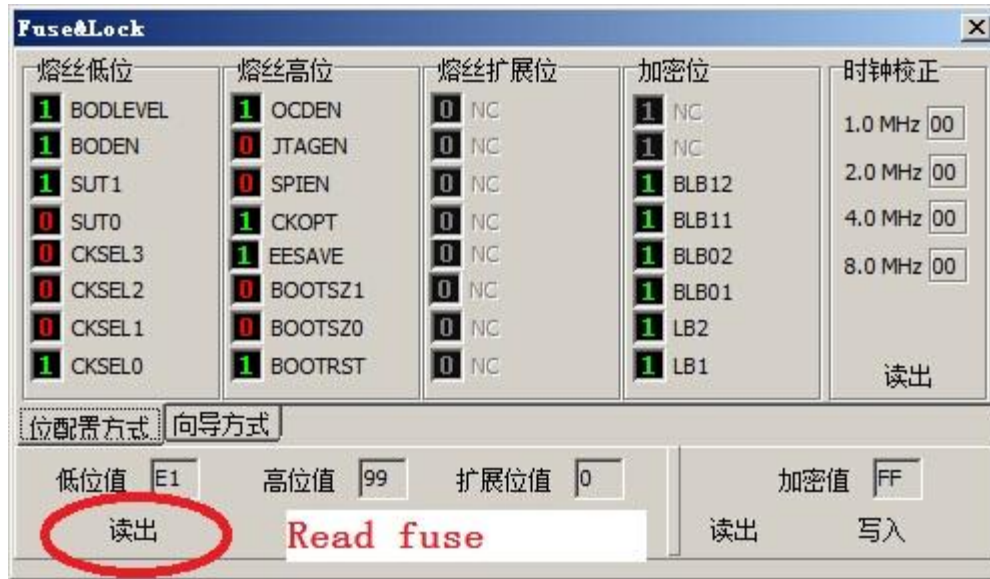 Fuse&Lock
熔丝低位 熔丝高位 熔丝扩展位 加密位 时钟校正
1 BODLEVEL 1 OCDEN 0 NC 1 NC 1.0 MHz 00
1 BODEN 0 JTAGEN 0 NC 1 NC
1 SUT1 0 SPIEN 0 NC 1 BLB12 2.0 MHz 00
0 SUT0 1 CKOPT 0 NC 1 BLB11 4.0 MHz 00
0 CKSEL3 1 EESAVE 0 NC 1 BLB02 8.0 MHz 00
0 CKSEL2 0 BOOTSZ1 0 NC 1 BLB01
0 CKSEL1 0 BOOTSZ0 0 NC 1 LB2
1 CKSEL0 1 BOOTRST 0 NC 1 LB1 读出
位配置方式 向导方式
低位值 E1 高位值 99 扩展位值 0 加密值 FF
读出 Read fuse 读出 写入